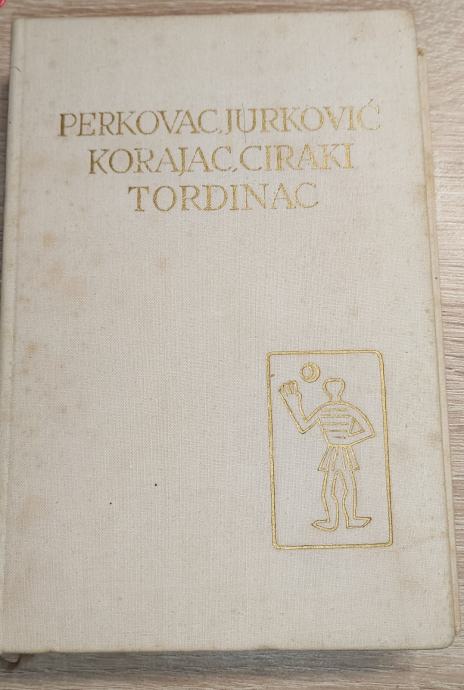 PERKOVAC, JURKOVIĆ
KORAJAC, CIRAKI
TORDINAC